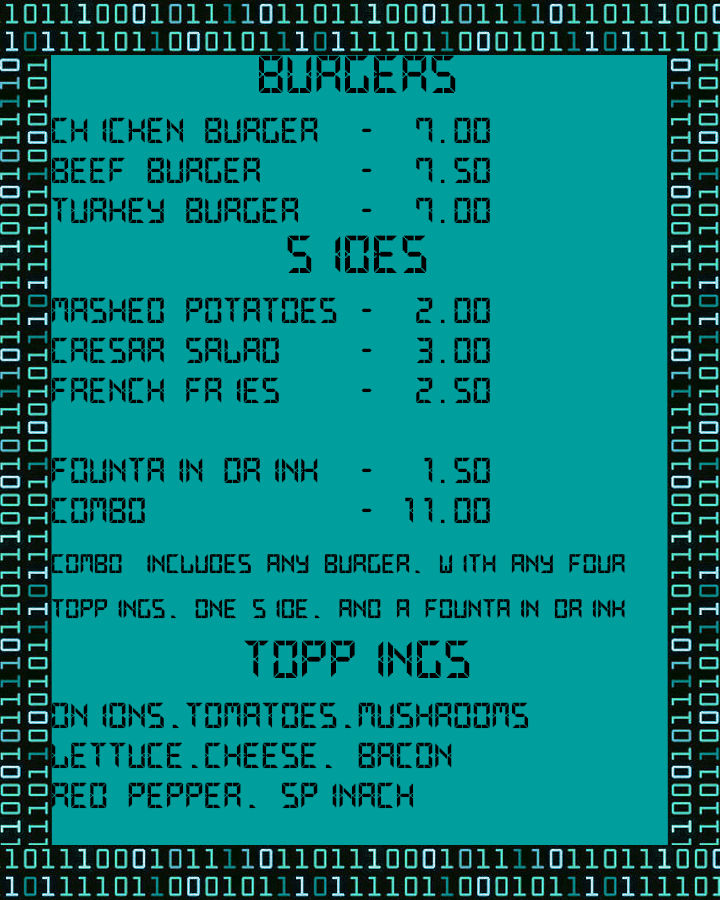 BURGERS
CHICKEN BURGER - 7.00
BEEF BURGER - 7.50
TURKEY BURGER - 7.00
SIDES
MASHED POTATOES - 2.00
CAESAR SALAD - 3.00
FRENCH FRIES - 2.50
FOUNTAIN DRINK - 1.50
COMBO - 11.00
COMBO INCLUDES ANY BURGER, WITH ANY FOUR
TOPPINGS, ONE SIDE, AND A FOUNTAIN DRINK
TOPPINGS
ONIONS,TOMATOES,MUSHROOMS
LETTUCE,CHEESE, BACON
RED PEPPER, SPINACH